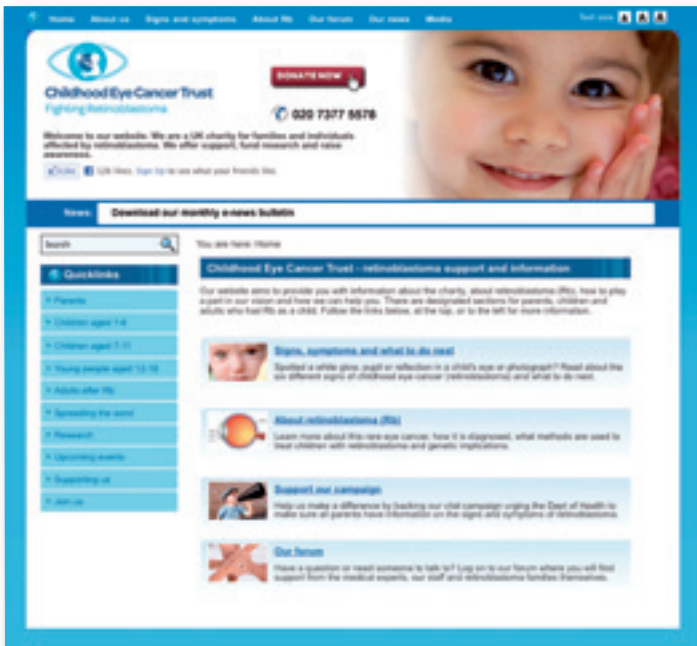 Home About us Signs and symptoms About Rb Our forum Our news Media Text size A A A
Childhood Eye Cancer Trust
Fighting Retinoblastoma
DONATE NOW
020 7377 5578
Welcome to our website. We are a UK charity for families and individuals
affected by retinoblastoma. We offer support, fund research and raise
awareness.
Like likes. Sign Up to see what your friends like.
News: Download our monthly e-news bulletin
Search
You are here: Home
Quicklinks
Parents
Children aged 1-6
Children aged 7-11
Young people aged 12-18
Adults after Rb
Spreading the word
Research
Upcoming events
Supporting us
Join us
Childhood Eye Cancer Trust - retinoblastoma support and information
Our website aims to provide you with information about the charity, about retinoblastoma (Rb), how to play
a part in our vision and how we can help you. There are designated sections for parents, children and
adults who had Rb as a child. Follow the links below, at the top, or to the left for more information.
Signs, symptoms and what to do next
Spotted a white glow, pupil or reflection in a child's eye or photograph? Read about the
six different signs of childhood eye cancer (retinoblastoma) and what to do next.
About retinoblastoma (Rb)
Learn more about this rare eye cancer, how it is diagnosed, what methods are used to
treat children with retinoblastoma and genetic implications.
Support our campaign
Help us make a difference by backing our vital campaign urging the Dept of Health to
make sure all parents have information on the signs and symptoms of retinoblastoma.
Our forum
Have a question or need someone to talk to? Log on to our forum where you will find
support from the medical experts, our staff and retinoblastoma families themselves.